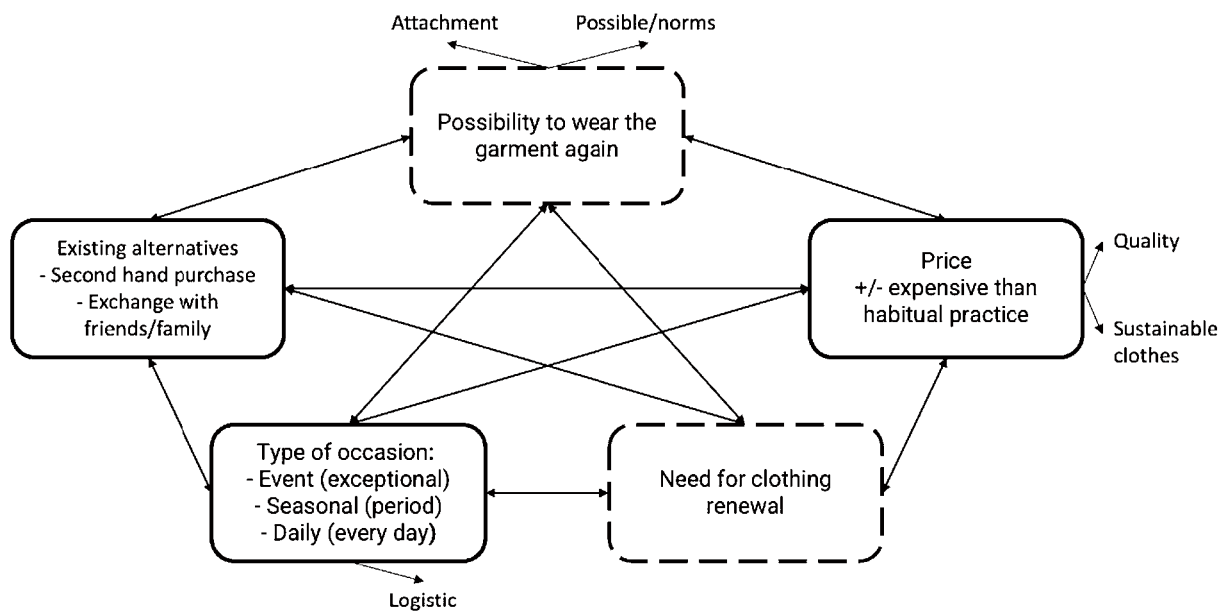 Attachment
Possible/norms
Possibility to wear the
garment again
Existing alternatives
- Second hand purchase
- Exchange with
friends/family
Price
+/- expensive than
habitual practice
Quality
Sustainable
clothes
Type of occasion:
- Event (exceptional)
- Seasonal (period)
- Daily (every day)
Need for clothing
renewal
Logistic